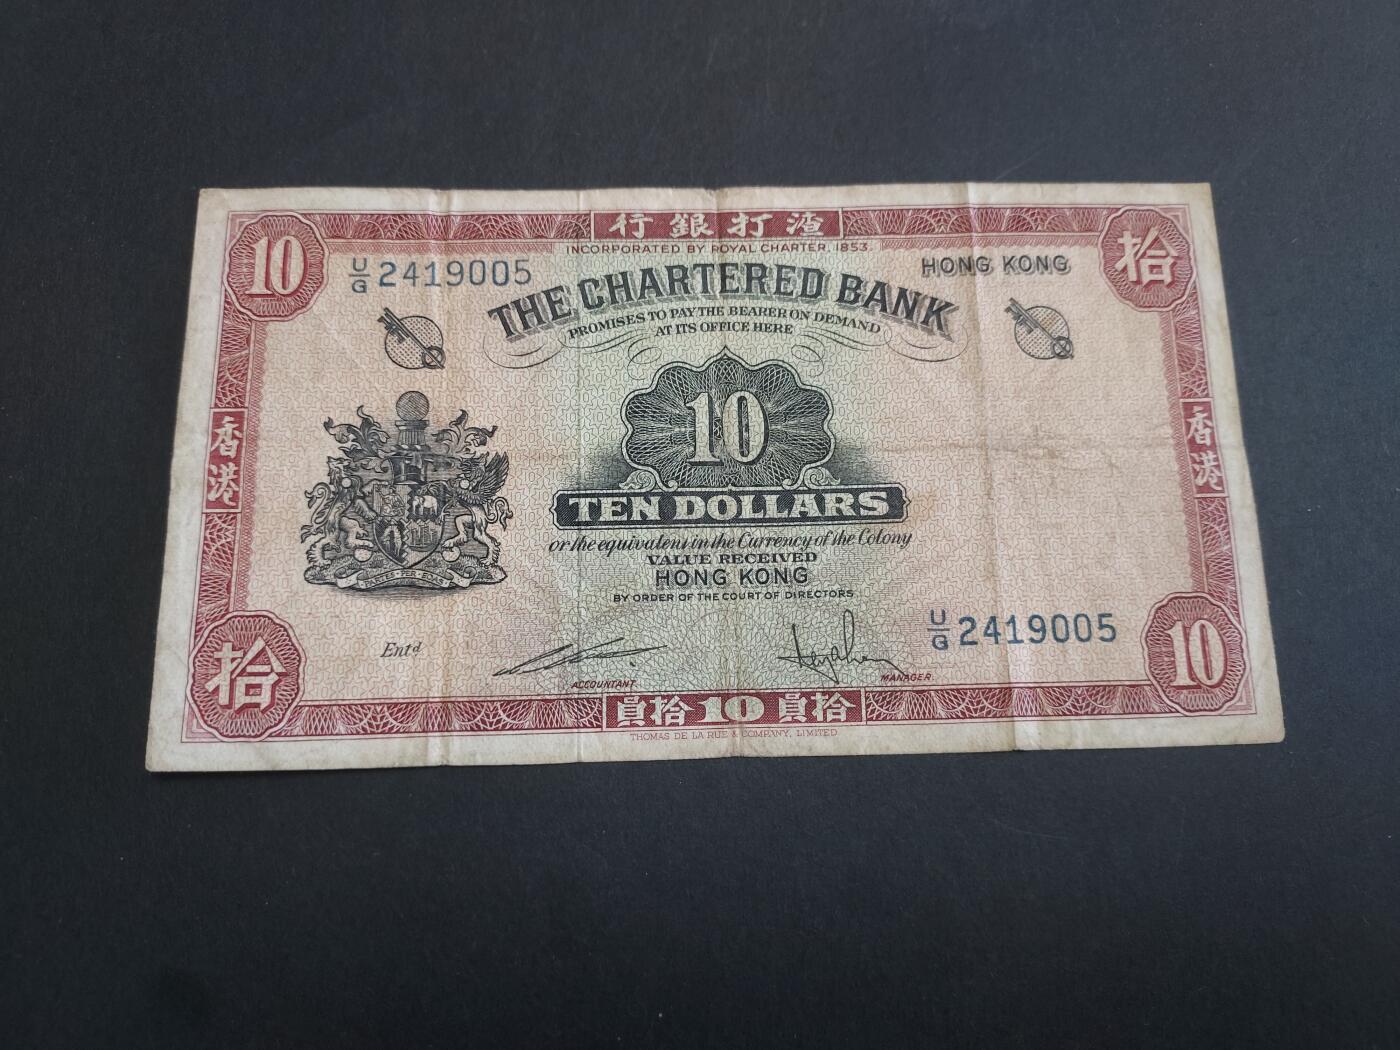 行銀打渣
INCORPORATED BY ROYAL CHARTER, 1853.
10
拾
U/G 2419005
HONG KONG
THE CHARTERED BANK
PROMISES TO PAY THE BEARER ON DEMAND
AT ITS OFFICE HERE
10
香港
香港
TEN DOLLARS
or the equivalent in the Currency of the Colony
VALUE RECEIVED
HONG KONG
BY ORDER OF THE COURT OF DIRECTORS
U/G 2419005
Entd
ACCOUNTANT.
MANAGER.
拾
10
員拾10員拾
THOMAS DE LA RUE & COMPANY, LIMITED